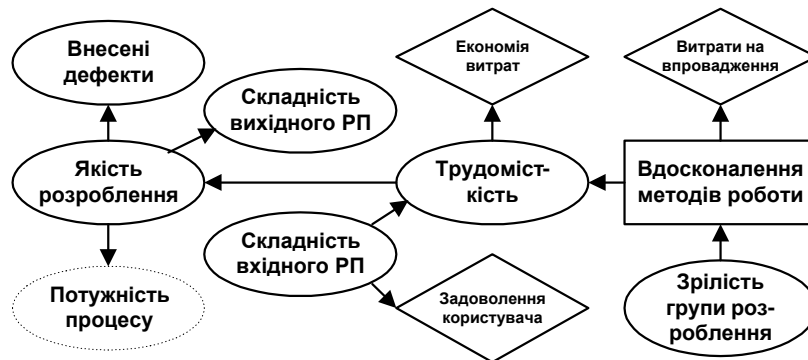 Внесені
дефекти
Економія
витрат
Витрати на
впровадження
Складність
вихідного РП
Якість
розроблення
Трудоміст-
кість
Вдосконалення
методів роботи
Складність
вхідного РП
Потужність
процесу
Задоволення
користувача
Зрілість
групи роз-
роблення